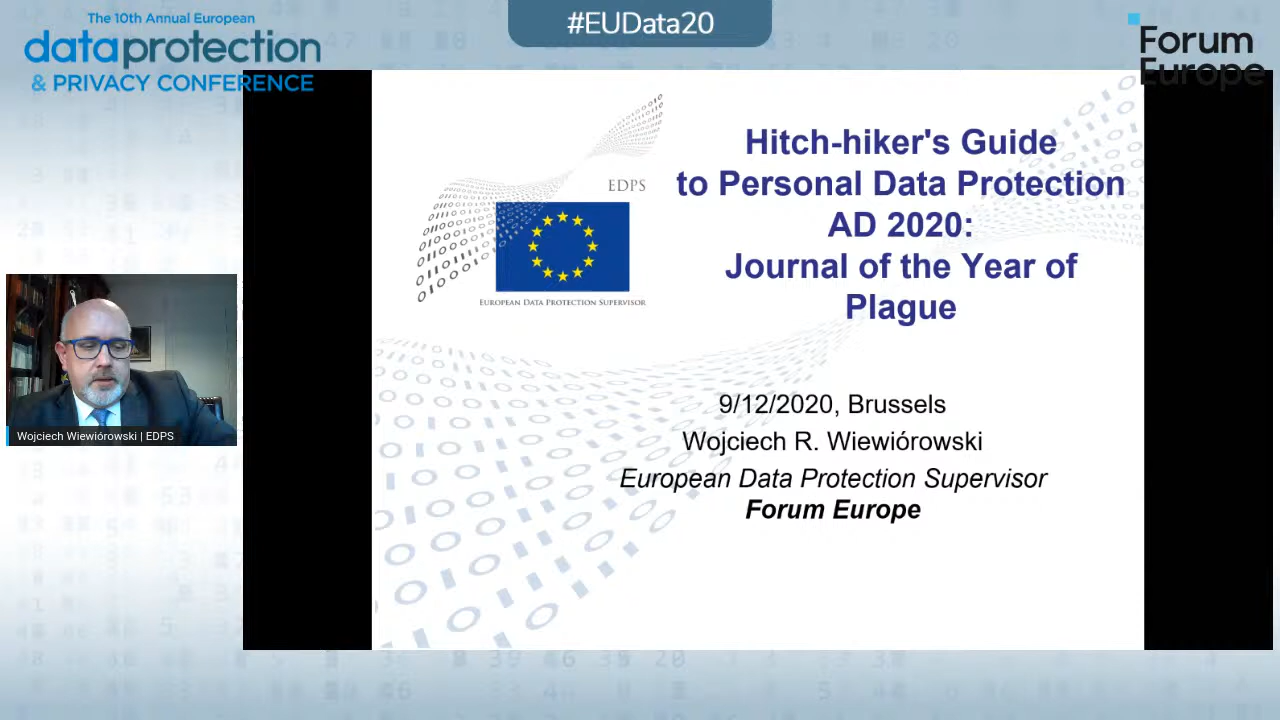 The 10th Annual European
dataprotection
& PRIVACY CONFERENCE
#EUData20
Forum
Europe
EDPS
EUROPEAN DATA PROTECTION SUPERVISOR
Hitch-hiker's Guide
to Personal Data Protection
AD 2020:
Journal of the Year of
Plague
9/12/2020, Brussels
Wojciech R. Wiewiórowski
European Data Protection Supervisor
Forum Europe
Wojciech Wiewiórowski | EDPS